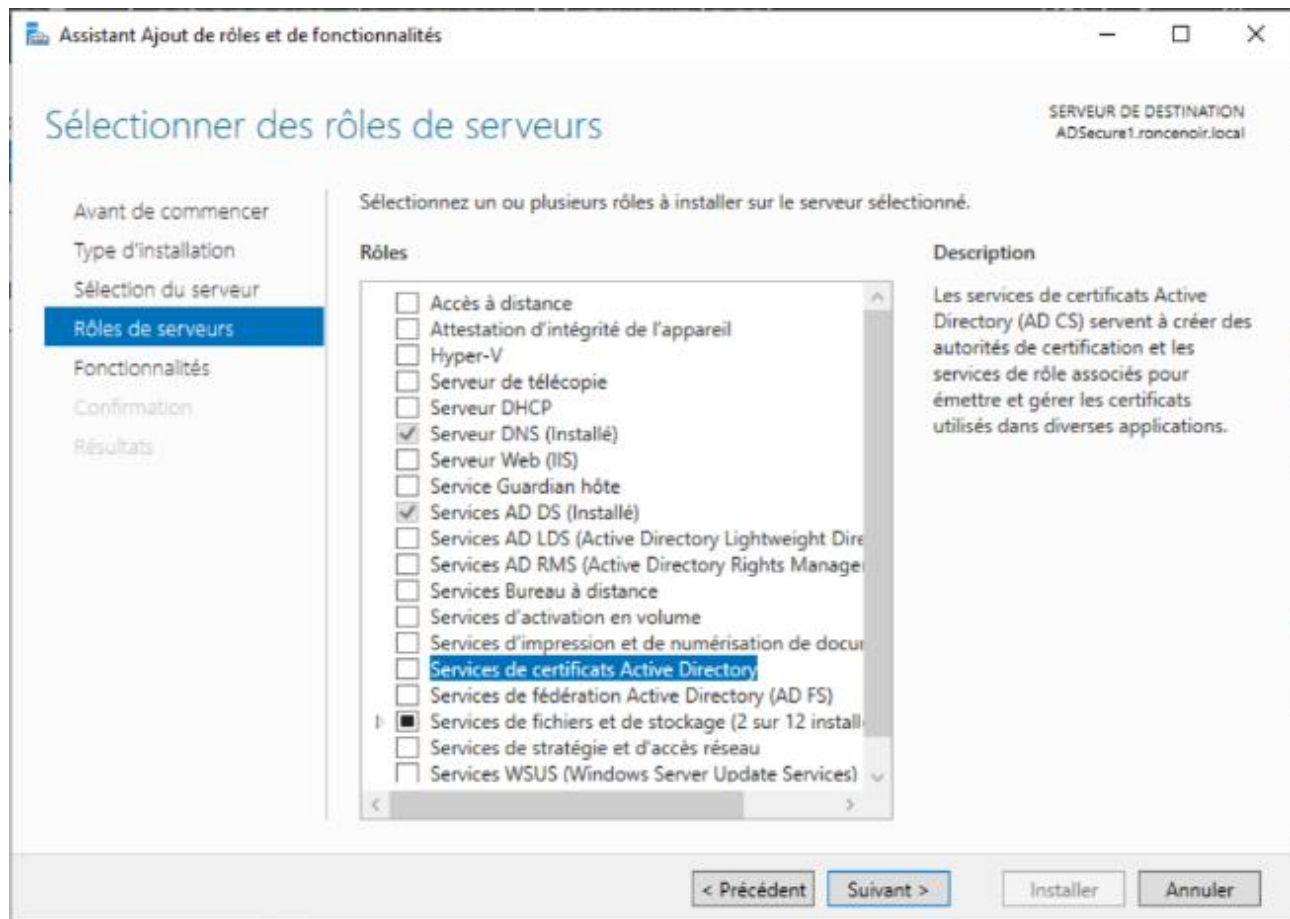 Assistant Ajout de rôles et de fonctionnalités
Sélectionner des rôles de serveurs
SERVEUR DE DESTINATION
ADSecure1.roncenoir.local
Avant de commencer
Type d'installation
Sélection du serveur
Rôles de serveurs
Fonctionnalités
Confirmation
Résultats
Sélectionnez un ou plusieurs rôles à installer sur le serveur sélectionné.
Rôles
Accès à distance
Attestation d'intégrité de l'appareil
Hyper-V
Serveur de télécopie
Serveur DHCP
Serveur DNS (Installé)
Serveur Web (IIS)
Service Guardian hôte
Services AD DS (Installé)
Services AD LDS (Active Directory Lightweight Dire
Services AD RMS (Active Directory Rights Manage
Services Bureau à distance
Services d'activation en volume
Services d'impression et de numérisation de docu
Services de certificats Active Directory
Services de fédération Active Directory (AD FS)
Services de fichiers et de stockage (2 sur 12 install
Services de stratégie et d'accès réseau
Services WSUS (Windows Server Update Services)
Description
Les services de certificats Active
Directory (AD CS) servent à créer des
autorités de certification et les
services de rôle associés pour
émettre et gérer les certificats
utilisés dans diverses applications.
< Précédent
Suivant >
Installer
Annuler